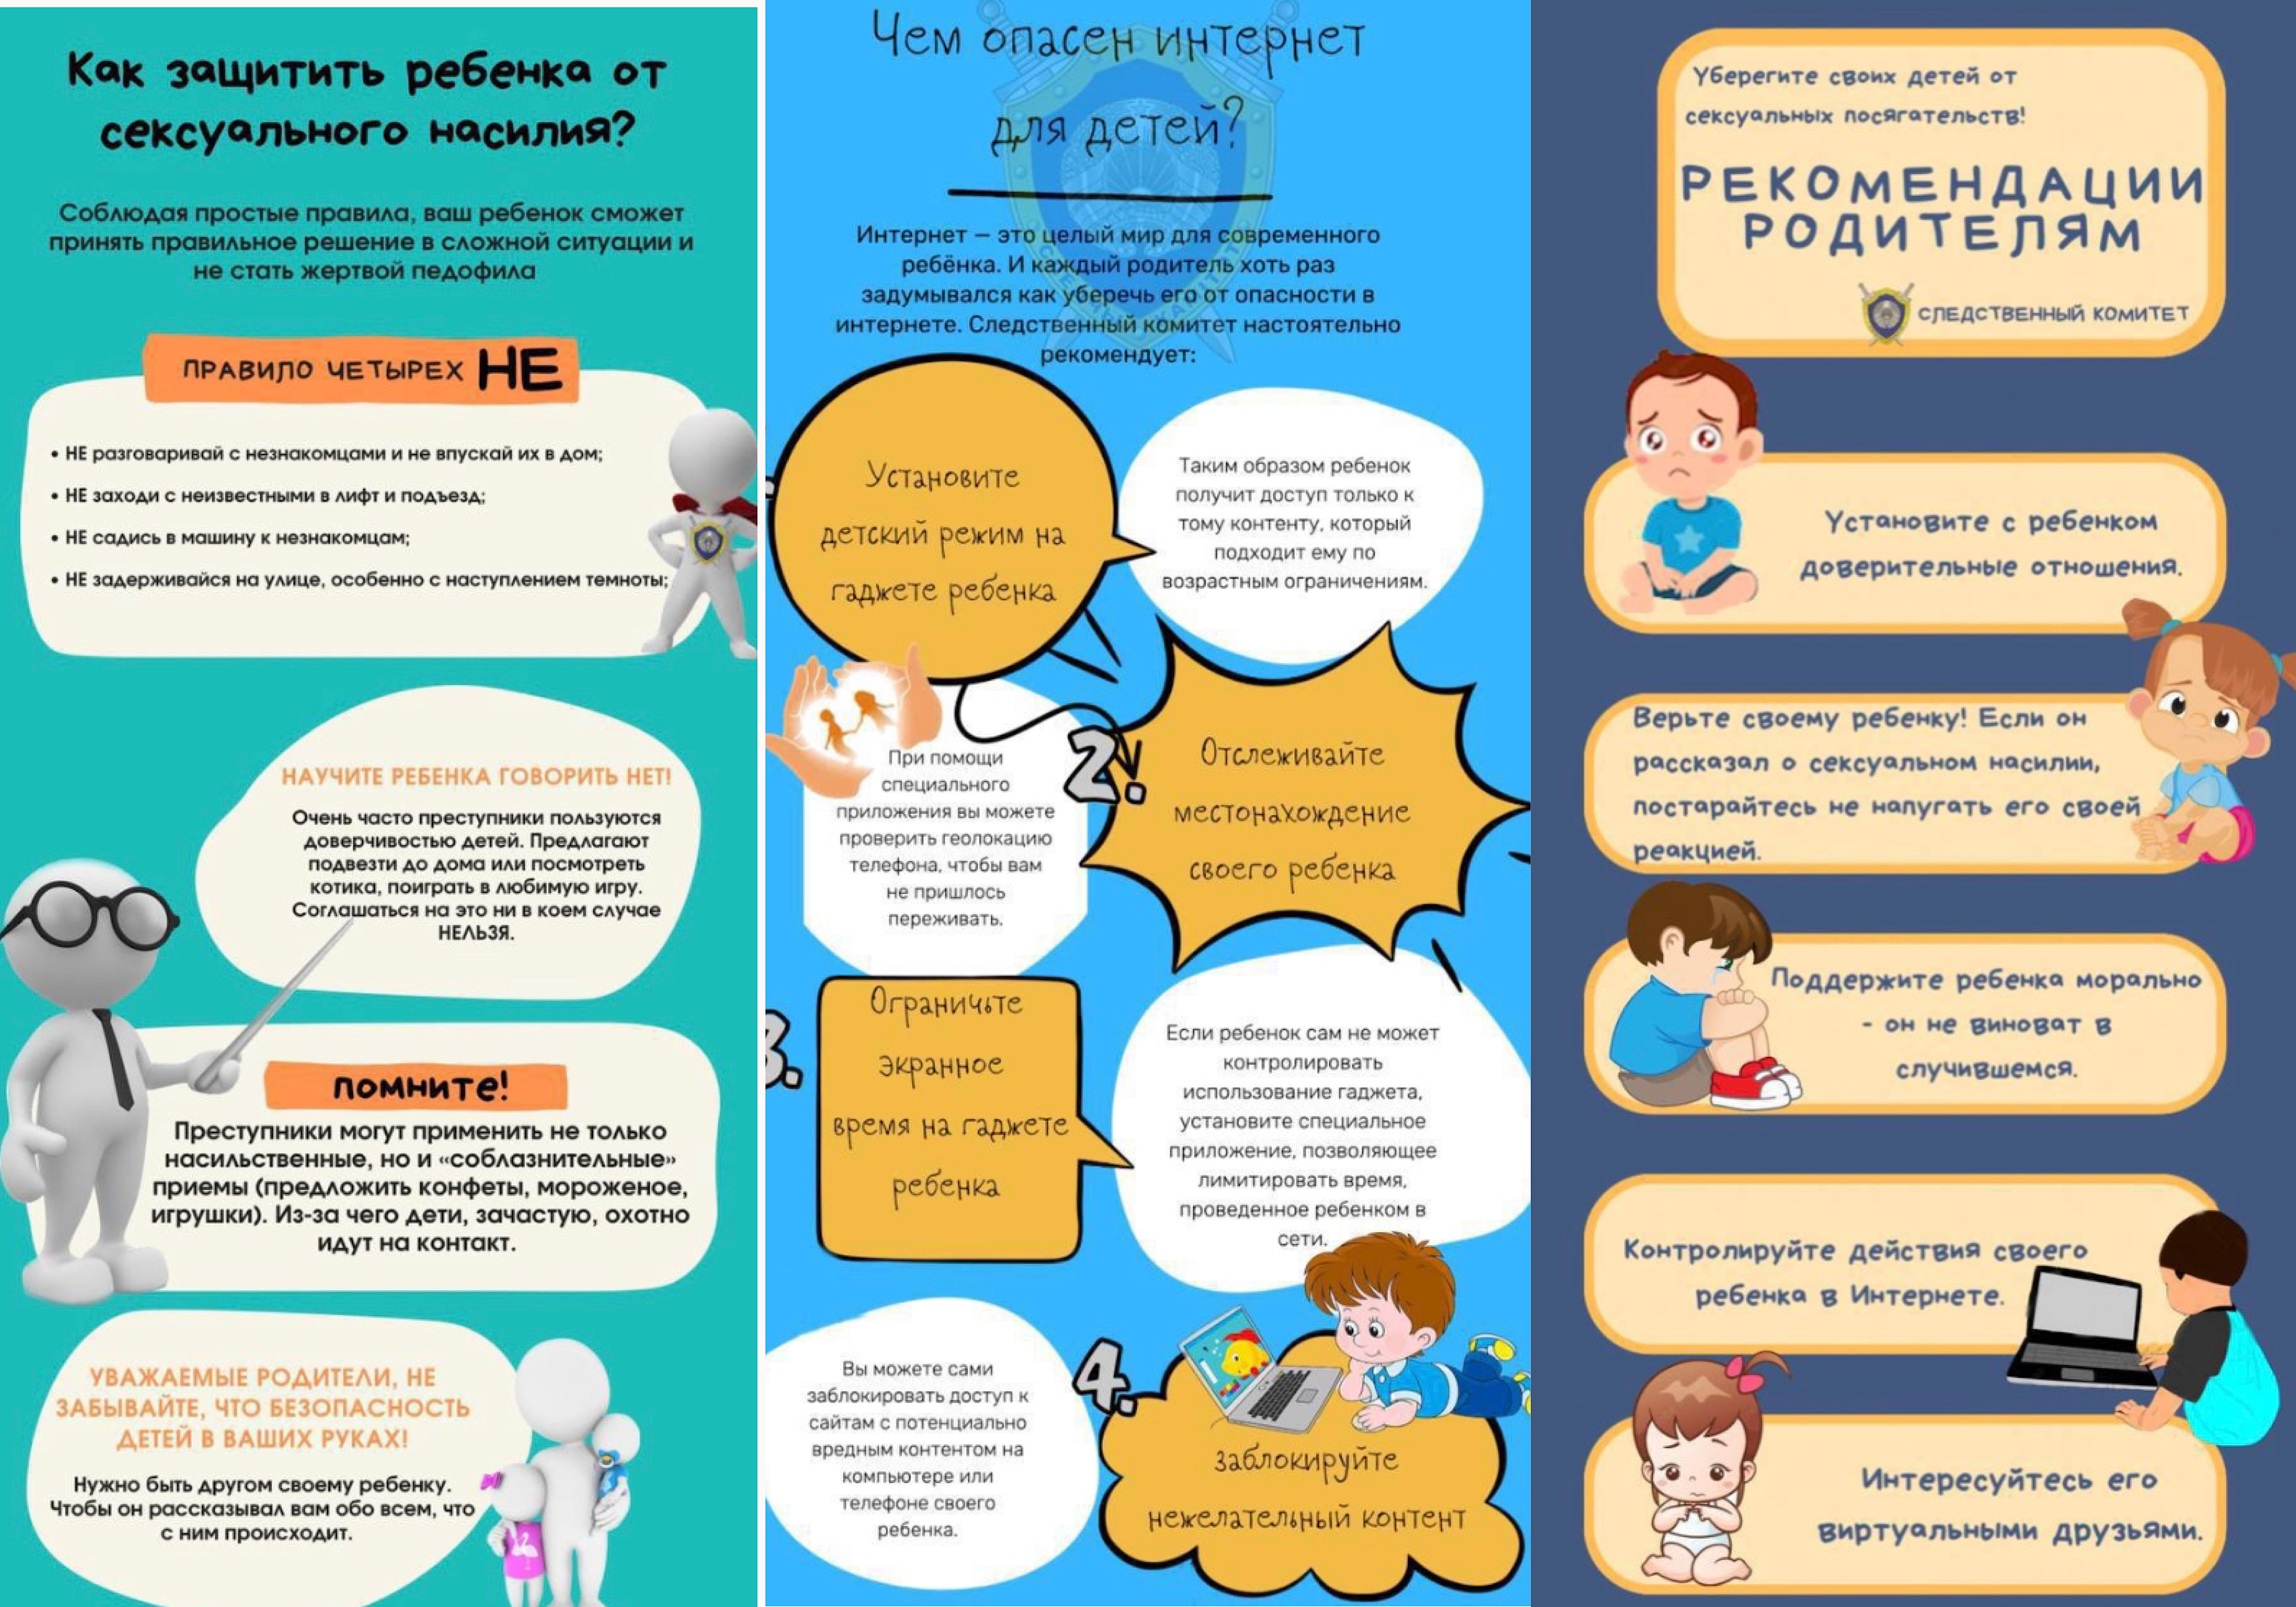 Как защитить ребенка от
сексуального насилия?
Соблюдая простые правила, ваш ребенок сможет
принять правильное решение в сложной ситуации и
не стать жертвой педофила
ПРАВИЛО ЧЕТЫРЕХ НЕ
• НЕ разговаривай с незнакомцами и не впускай их в дом;
• НЕ заходи с неизвестными в лифт и подъезд;
• НЕ садись в машину к незнакомцам;
• НЕ задерживайся на улице, особенно с наступлением темноты;
НАУЧИТЕ РЕБЕНКА ГОВОРИТЬ НЕТ!
Очень часто преступники пользуются
доверчивостью детей. Предлагают
подвезти до дома или посмотреть
котика, поиграть в любимую игру.
Соглашаться на это ни в коем случае
НЕЛЬЗЯ.
ПОМНИТЕ!
Преступники могут применить не только
насильственные, но и «соблазнительные»
приемы (предложить конфеты, мороженое,
игрушки). Из-за чего дети, зачастую, охотно
идут на контакт.
УВАЖАЕМЫЕ РОДИТЕЛИ, НЕ
ЗАБЫВАЙТЕ, ЧТО БЕЗОПАСНОСТЬ
ДЕТЕЙ В ВАШИХ РУКАХ!
Нужно быть другом своему ребенку.
Чтобы он рассказывал вам обо всем, что
с ним происходит.
Чем опасен интернет
для детей?
Интернет – это целый мир для современного
ребёнка. И каждый родитель хоть раз
задумывался как уберечь его от опасности в
интернете. Следственный комитет настоятельно
рекомендует:
Установите
детский режим на
гаджете ребенка
Таким образом ребенок
получит доступ только к
тому контенту, который
подходит ему по
возрастным ограничениям.
2.
Отслеживайте
местонахождение
своего ребенка
При помощи
специального
приложения вы можете
проверить геолокацию
телефона, чтобы вам
не пришлось
переживать.
3.
Ограничьте
экранное
время на гаджете
ребенка
Если ребенок сам не может
контролировать
использование гаджета,
установите специальное
приложение, позволяющее
лимитировать время,
проведенное ребенком в
сети.
4.
заблокируйте
нежелательный контент
Вы можете сами
заблокировать доступ к
сайтам с потенциально
вредным контентом на
компьютере или
телефоне своего
ребенка.
Уберегите своих детей от
сексуальных посягательств!
РЕКОМЕНДАЦИИ
РОДИТЕЛЯМ
СЛЕДСТВЕННЫЙ КОМИТЕТ
Установите с ребенком
доверительные отношения.
Верьте своему ребенку! Если он
рассказал о сексуальном насилии,
постарайтесь не напугать его своей
реакцией.
Поддержите ребенка морально
- он не виноват в
случившемся.
Контролируйте действия своего
ребенка в Интернете.
Интересуйтесь его
виртуальными друзьями.